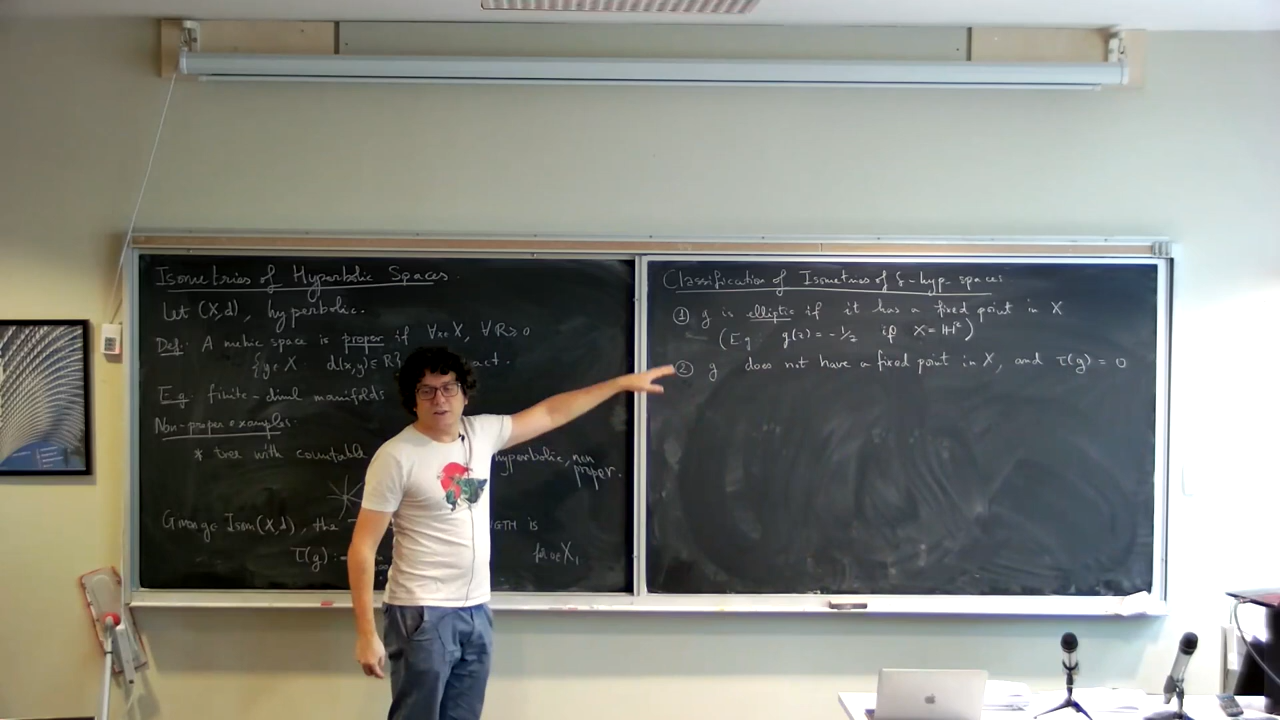 Isometries of Hyperbolic Spaces.
Let (X,d), hyperbolic.
Def: A metric space is proper if ∀x∈X, ∀R≥0
{y∈X d(x,y)≤R} act.
E.g. finite-dim'l manifolds
Non-proper examples:
* tree with countable hyperbolic, non proper.
Given g∈Isom(X,d), the GTH is
τ(g) := for x∈X,
Classification of Isometries of δ-hyp. spaces
① g is elliptic if it has a fixed point in X
(E.g. g(z) = -1/z if X=ℍ²)
② g does not have a fixed point in X, and τ(g) = 0